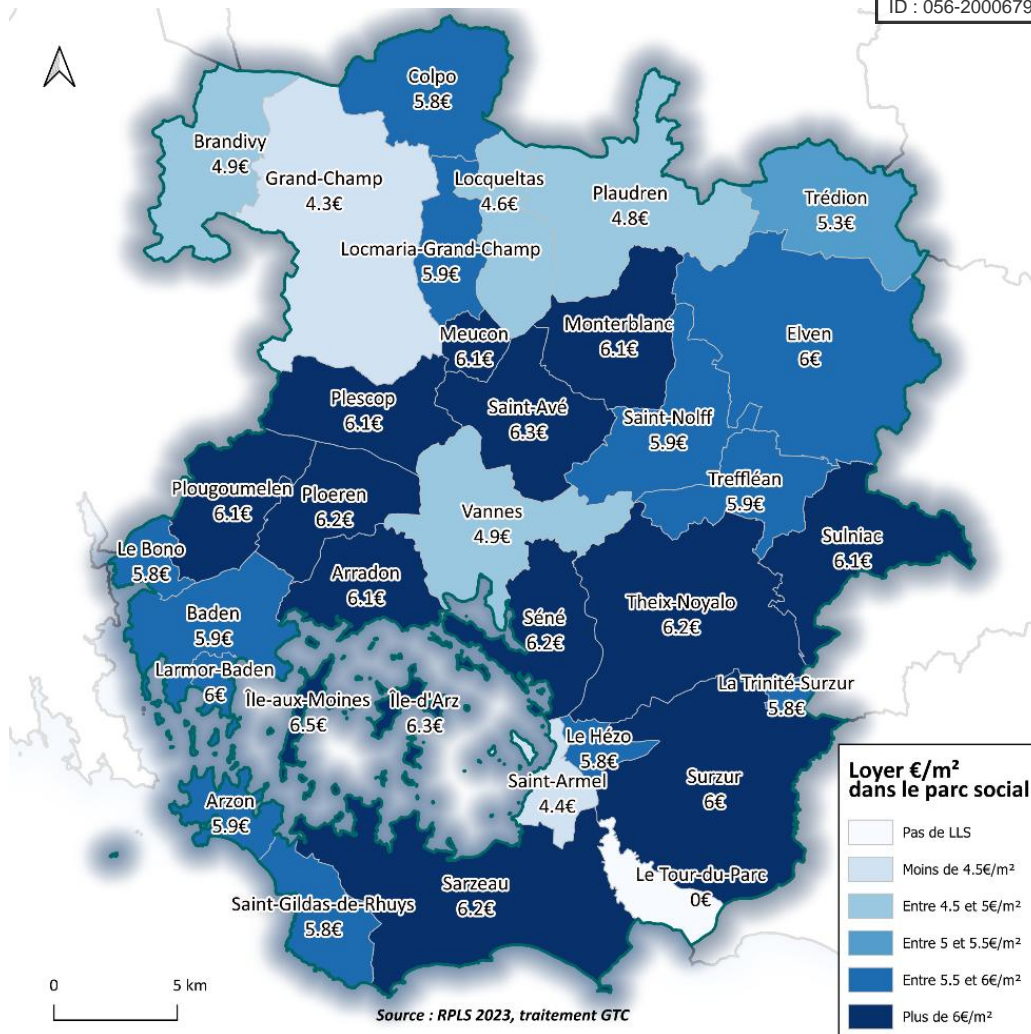 ID : 056-2000679
Colpo
5.8€
Brandivy
4.9€
Grand-Champ
4.3€
Locqueltas
4.6€
Plaudren
4.8€
Trédion
5.3€
Locmaria-Grand-Champ
5.9€
Meucon
6.1€
Monterblanc
6.1€
Elven
6€
Plescop
6.1€
Saint-Avé
6.3€
Saint-Nolff
5.9€
Treffléan
5.9€
Plougoumelen
6.1€
Ploeren
6.2€
Vannes
4.9€
Sulniac
6.1€
Le Bono
5.8€
Arradon
6.1€
Baden
5.9€
Séné
6.2€
Theix-Noyalo
6.2€
Larmor-Baden
6€
Île-aux-Moines
6.5€
Île-d'Arz
6.3€
La Trinité-Surzur
5.8€
Le Hézo
5.8€
Saint-Armel
4.4€
Surzur
6€
Arzon
5.9€
Le Tour-du-Parc
0€
Sarzeau
6.2€
Saint-Gildas-de-Rhuys
5.8€
Loyer €/m²
dans le parc social
Pas de LLS
Moins de 4.5€/m²
Entre 4.5 et 5€/m²
Entre 5 et 5.5€/m²
Entre 5.5 et 6€/m²
Plus de 6€/m²
0 5 km
Source : RPLS 2023, traitement GTC